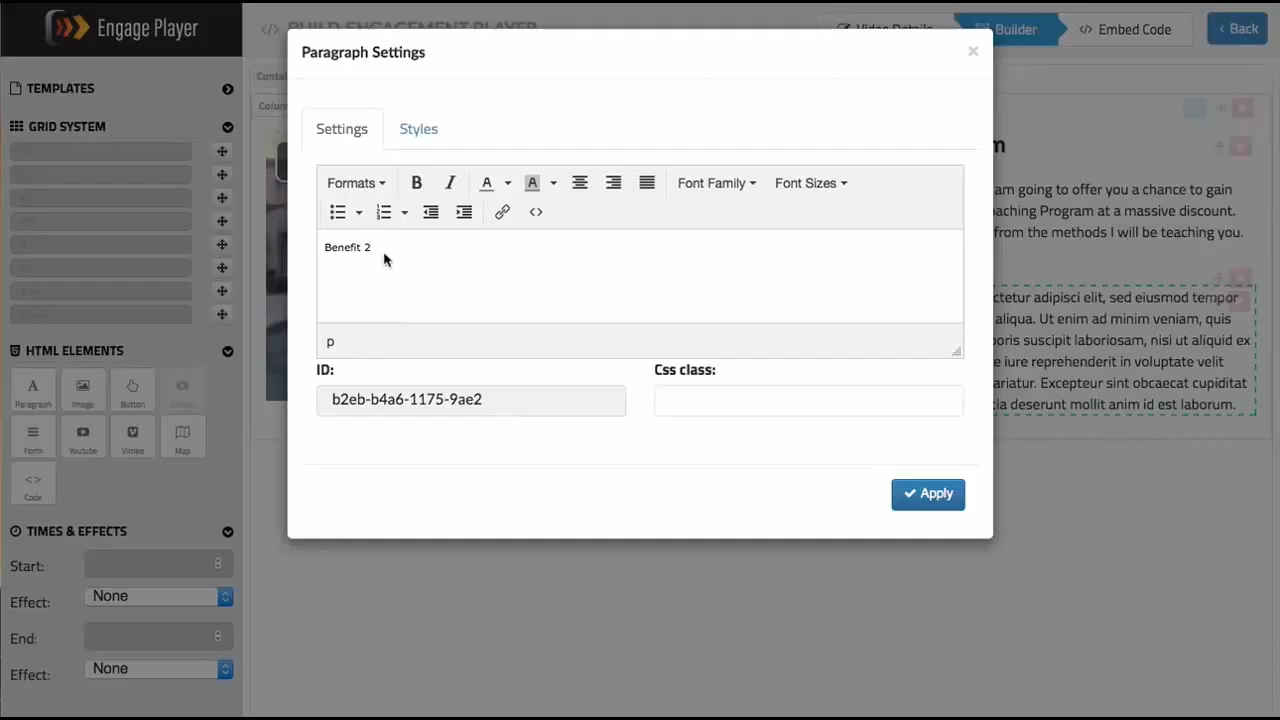 Engage Player
BUILD ENGAGEMENT PLAYER
Video Details
Builder
</> Embed Code
‹ Back
TEMPLATES
GRID SYSTEM
HTML ELEMENTS
Paragraph
Image
Button
Form
Youtube
Vimeo
Map
<>
Code
TIMES & EFFECTS
Start:
Effect:
None
End:
Effect:
None
Paragraph Settings
×
Settings
Styles
Formats
B
I
A
A
Font Family
Font Sizes
<>
Benefit 2
p
ID:
Css class:
b2eb-b4a6-1175-9ae2
Apply
am going to offer you a chance to gain
aching Program at a massive discount.
from the methods I will be teaching you.
ctetur adipisci elit, sed eiusmod tempor
aliqua. Ut enim ad minim veniam, quis
oris suscipit laboriosam, nisi ut aliquid ex
iure reprehenderit in voluptate velit
ariatur. Excepteur sint obcaecat cupiditat
ia deserunt mollit anim id est laborum.